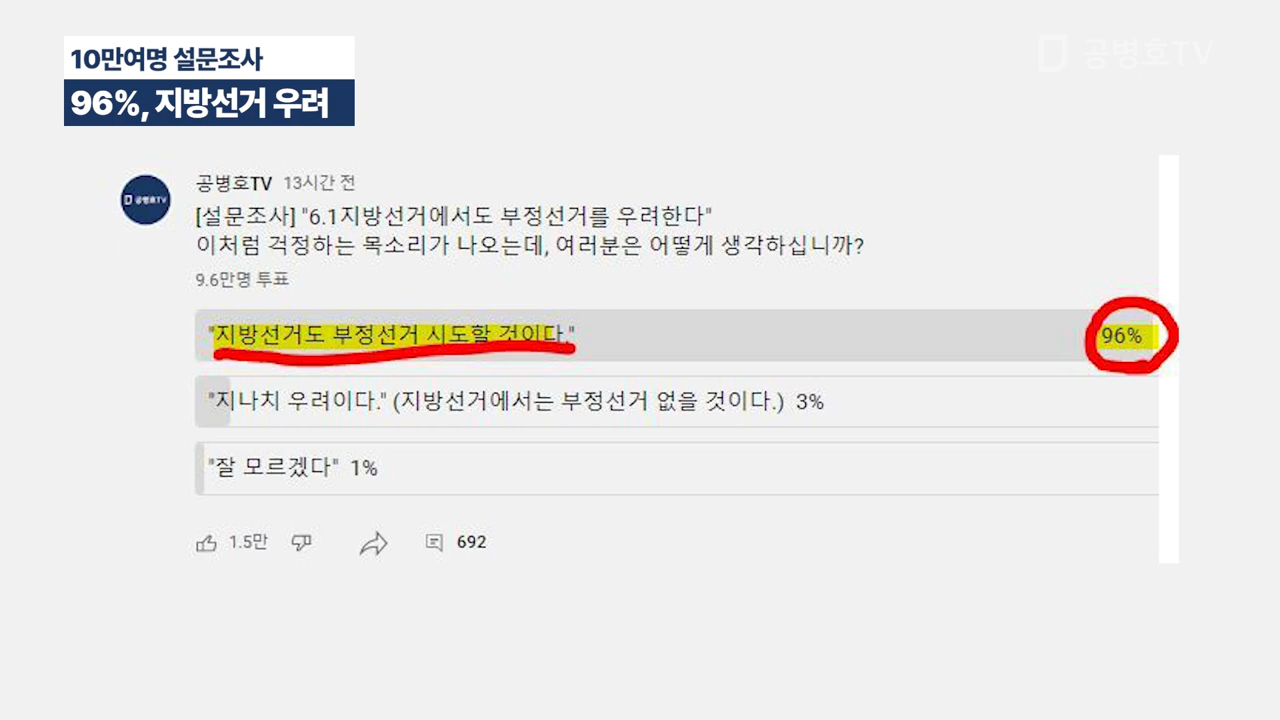 10만여명 설문조사
96%, 지방선거 우려
공병호TV
공병호TV
공병호TV 13시간 전
[설문조사] "6.1지방선거에서도 부정선거를 우려한다"
이처럼 걱정하는 목소리가 나오는데, 여러분은 어떻게 생각하십니까?
9.6만명 투표
"지방선거도 부정선거 시도할 것이다." 96%
"지나치 우려이다." (지방선거에서는 부정선거 없을 것이다.) 3%
"잘 모르겠다" 1%
1.5만 692